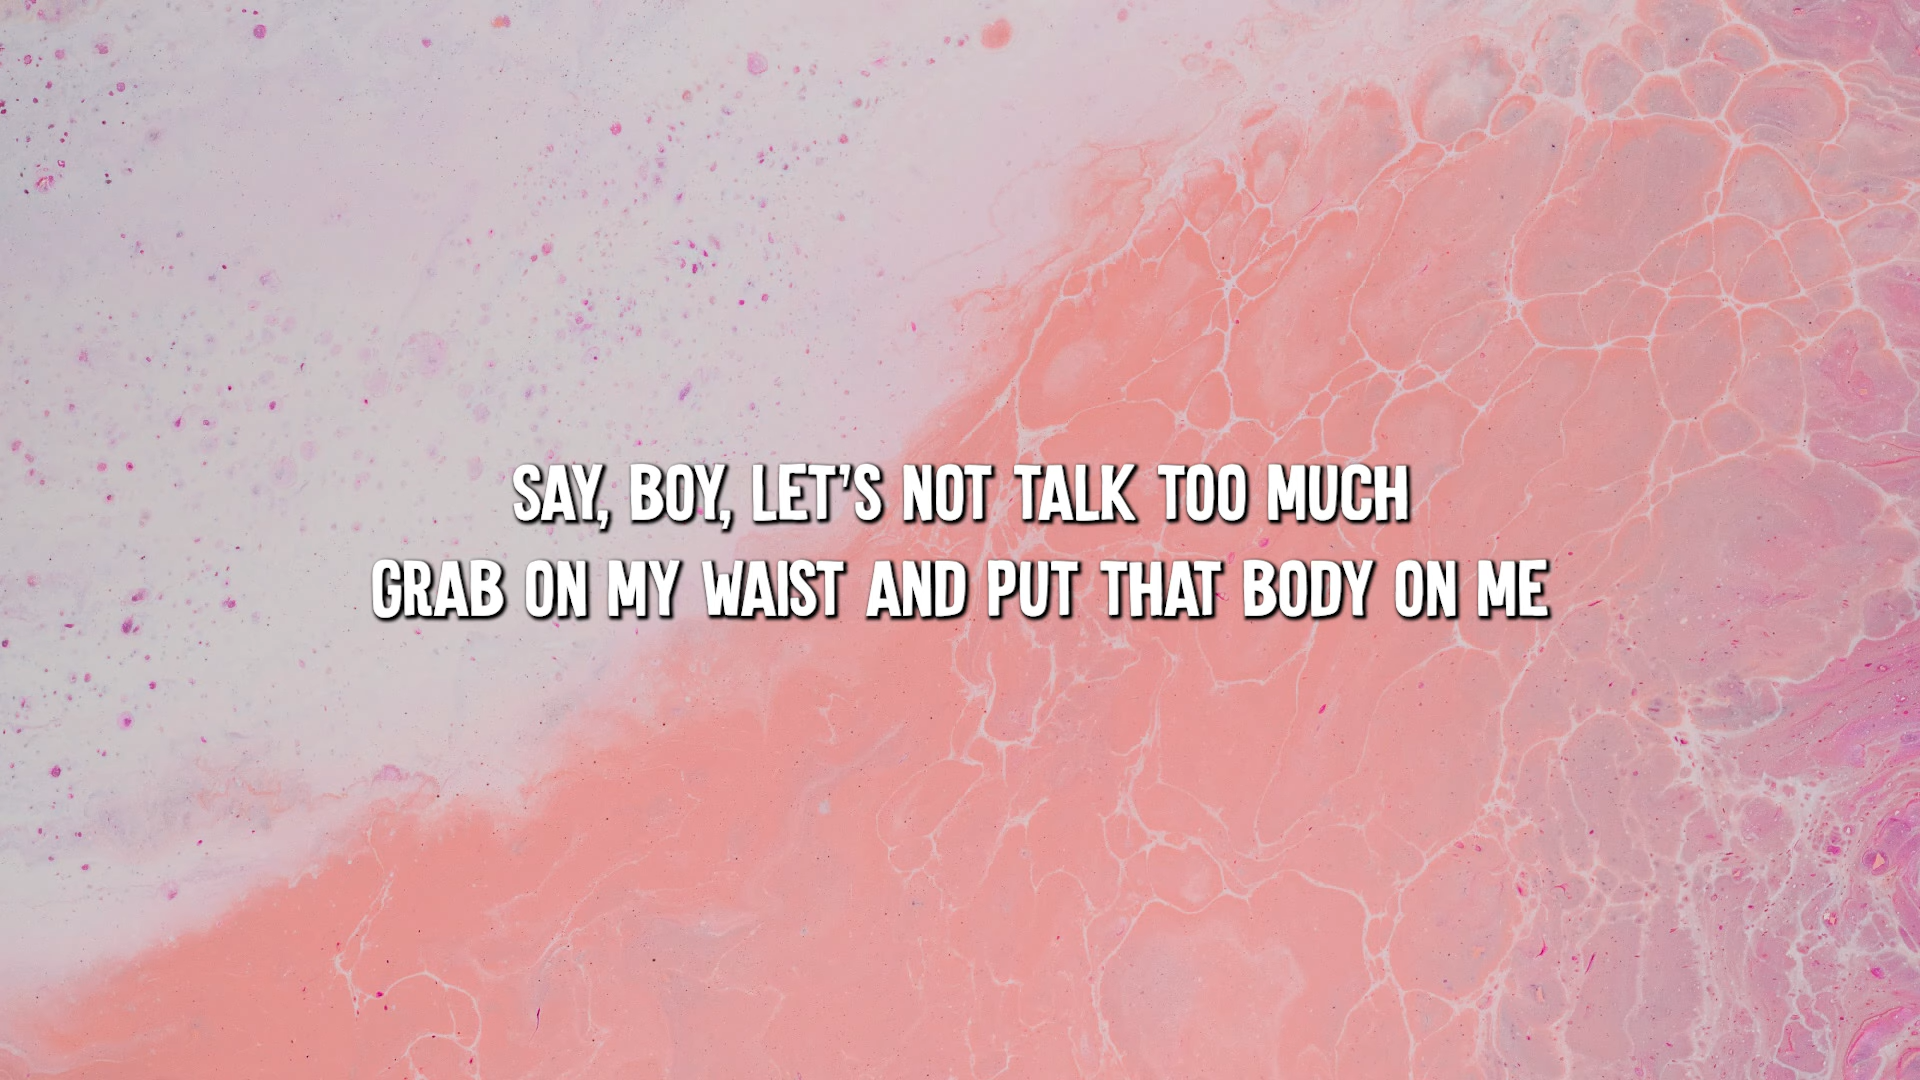 SAY, BOY, LET'S NOT TALK TOO MUCH
GRAB ON MY WAIST AND PUT THAT BODY ON ME